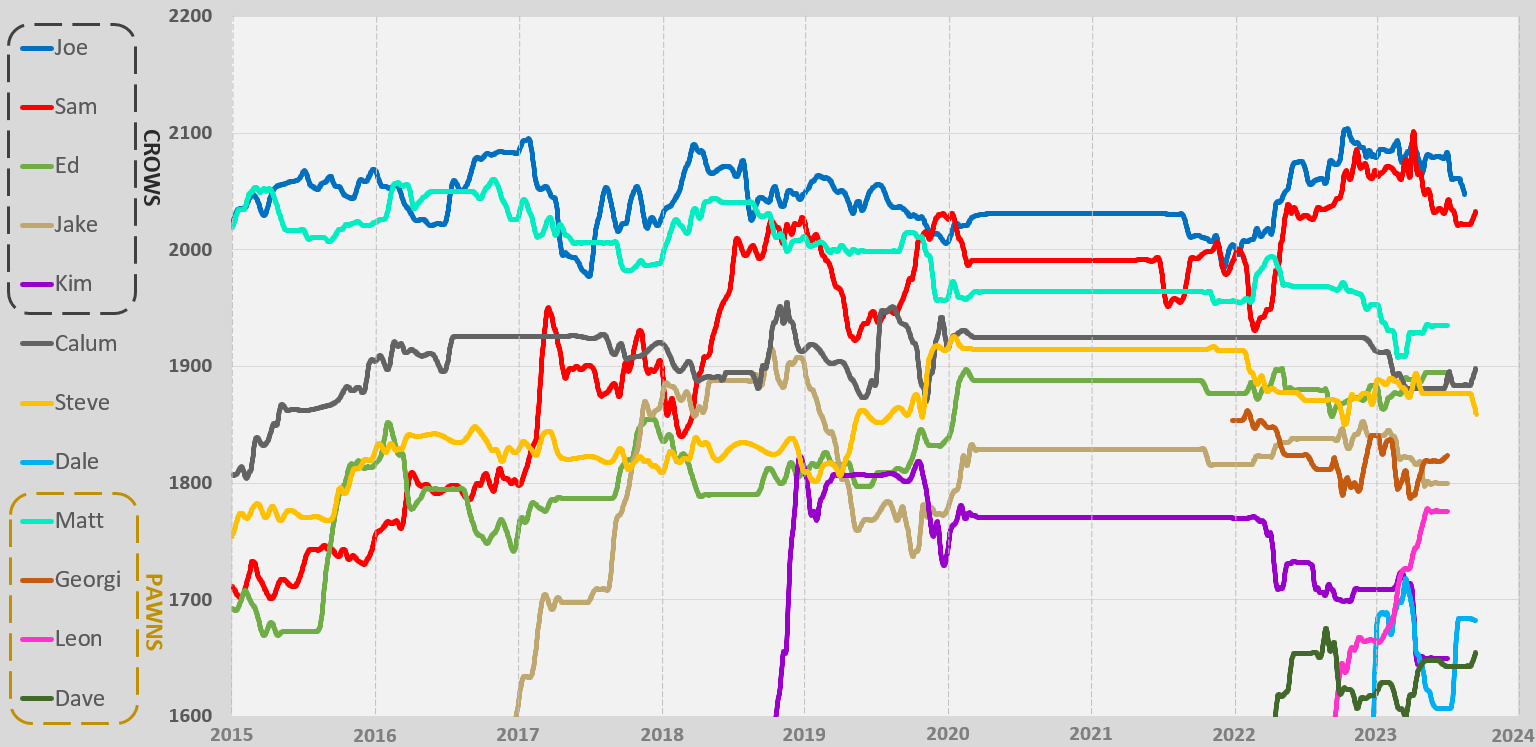 2200
2100
2000
1900
1800
1700
1600
2015
2016
2017
2018
2019
2020
2021
2022
2023
2024
Joe
Sam
Ed
Jake
Kim
CROWS
Calum
Steve
Dale
Matt
Georgi
Leon
Dave
PAWNS